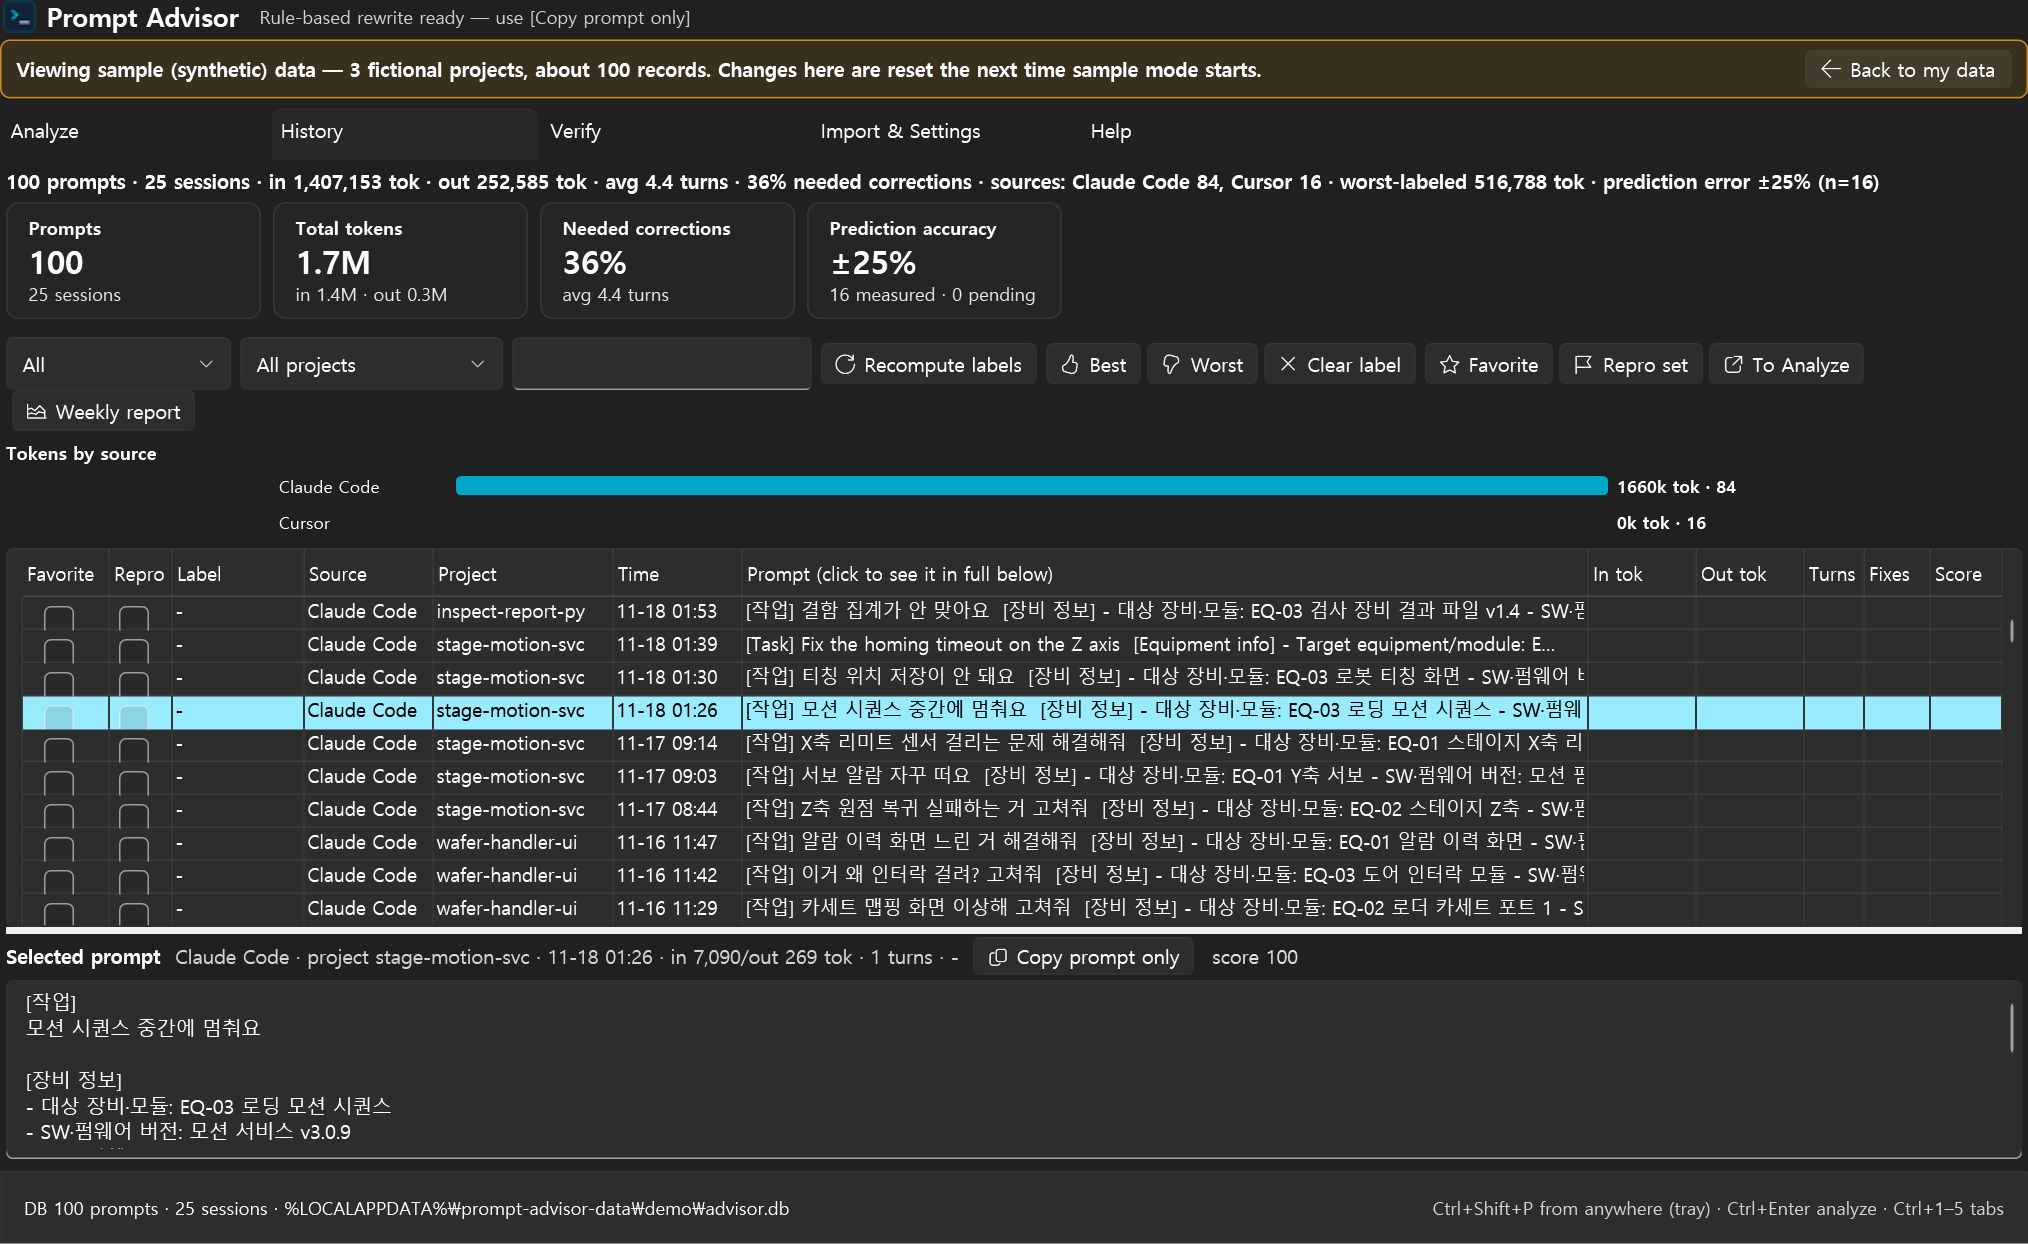 Prompt Advisor Rule-based rewrite ready — use [Copy prompt only]
Viewing sample (synthetic) data — 3 fictional projects, about 100 records. Changes here are reset the next time sample mode starts. Back to my data
Analyze History Verify Import & Settings Help
100 prompts · 25 sessions · in 1,407,153 tok · out 252,585 tok · avg 4.4 turns · 36% needed corrections · sources: Claude Code 84, Cursor 16 · worst-labeled 516,788 tok · prediction error ±25% (n=16)
Prompts Total tokens Needed corrections Prediction accuracy
100 1.7M 36% ±25%
25 sessions in 1.4M · out 0.3M avg 4.4 turns 16 measured · 0 pending
All All projects Recompute labels Best Worst Clear label Favorite Repro set To Analyze
Weekly report
Tokens by source
Claude Code 1660k tok · 84
Cursor 0k tok · 16
Favorite Repro Label Source Project Time Prompt (click to see it in full below) In tok Out tok Turns Fixes Score
- Claude Code inspect-report-py 11-18 01:53 [작업] 결함 집계가 안 맞아요 [장비 정보] - 대상 장비·모듈: EQ-03 검사 장비 결과 파일 v1.4 - SW·펌
- Claude Code stage-motion-svc 11-18 01:39 [Task] Fix the homing timeout on the Z axis [Equipment info] - Target equipment/module: E...
- Claude Code stage-motion-svc 11-18 01:30 [작업] 티칭 위치 저장이 안 돼요 [장비 정보] - 대상 장비·모듈: EQ-03 로봇 티칭 화면 - SW·펌웨어
- Claude Code stage-motion-svc 11-18 01:26 [작업] 모션 시퀀스 중간에 멈춰요 [장비 정보] - 대상 장비·모듈: EQ-03 로딩 모션 시퀀스 - SW·펌웨
- Claude Code stage-motion-svc 11-17 09:14 [작업] X축 리미트 센서 걸리는 문제 해결해줘 [장비 정보] - 대상 장비·모듈: EQ-01 스테이지 X축 리
- Claude Code stage-motion-svc 11-17 09:03 [작업] 서보 알람 자꾸 떠요 [장비 정보] - 대상 장비·모듈: EQ-01 Y축 서보 - SW·펌웨어 버전: 모션 펌
- Claude Code stage-motion-svc 11-17 08:44 [작업] Z축 원점 복귀 실패하는 거 고쳐줘 [장비 정보] - 대상 장비·모듈: EQ-02 스테이지 Z축 - SW·펌
- Claude Code wafer-handler-ui 11-16 11:47 [작업] 알람 이력 화면 느린 거 해결해줘 [장비 정보] - 대상 장비·모듈: EQ-01 알람 이력 화면 - SW·펌
- Claude Code wafer-handler-ui 11-16 11:42 [작업] 이거 왜 인터락 걸려? 고쳐줘 [장비 정보] - 대상 장비·모듈: EQ-03 도어 인터락 모듈 - SW·펌웨
- Claude Code wafer-handler-ui 11-16 11:29 [작업] 카세트 맵핑 화면 이상해 고쳐줘 [장비 정보] - 대상 장비·모듈: EQ-02 로더 카세트 포트 1 - S
Selected prompt Claude Code · project stage-motion-svc · 11-18 01:26 · in 7,090/out 269 tok · 1 turns · - Copy prompt only score 100
[작업]
모션 시퀀스 중간에 멈춰요
[장비 정보]
- 대상 장비·모듈: EQ-03 로딩 모션 시퀀스
- SW·펌웨어 버전: 모션 서비스 v3.0.9
DB 100 prompts · 25 sessions · %LOCALAPPDATA%₩prompt-advisor-data₩demo₩advisor.db Ctrl+Shift+P from anywhere (tray) · Ctrl+Enter analyze · Ctrl+1–5 tabs